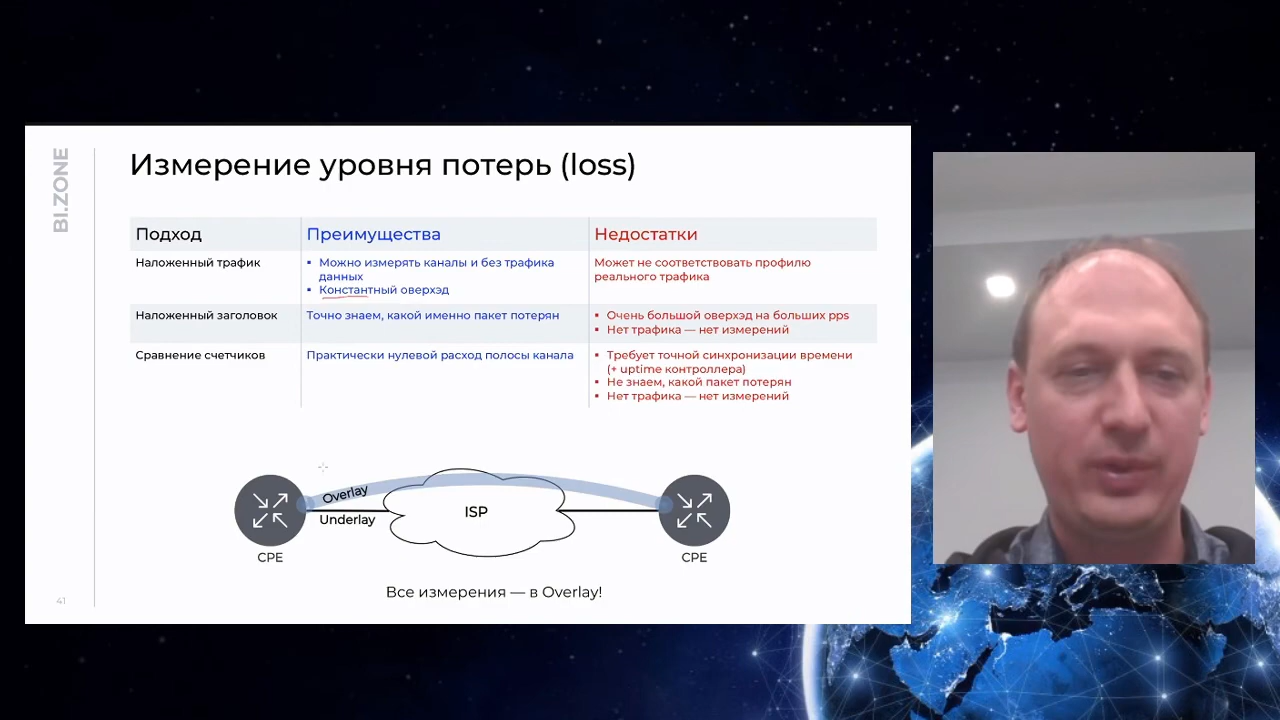 BI.ZONE
Измерение уровня потерь (loss)
Подход
Преимущества
Недостатки
Наложенный трафик
▪ Можно измерять каналы и без трафика
данных
▪ Константный оверхэд
Может не соответствовать профилю
реального трафика
Наложенный заголовок
Точно знаем, какой именно пакет потерян
▪ Очень большой оверхэд на больших pps
▪ Нет трафика — нет измерений
Сравнение счетчиков
Практически нулевой расход полосы канала
▪ Требует точной синхронизации времени
(+ uptime контроллера)
▪ Не знаем, какой пакет потерян
▪ Нет трафика — нет измерений
Overlay
Underlay
ISP
CPE
CPE
Все измерения — в Overlay!
41